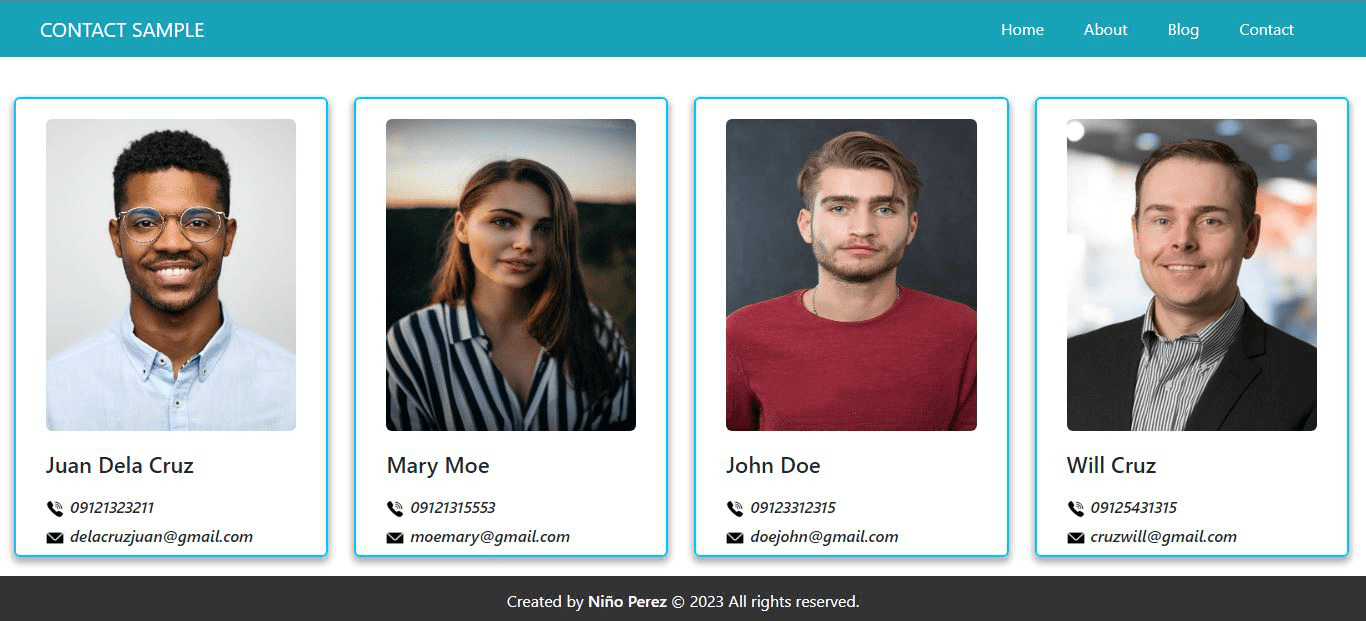 CONTACT SAMPLE
Home About Blog Contact
Juan Dela Cruz
09121323211
delacruzjuan@gmail.com
Mary Moe
09121315553
moemary@gmail.com
John Doe
09123312315
doejohn@gmail.com
Will Cruz
09125431315
cruzwill@gmail.com
Created by Niño Perez © 2023 All rights reserved.